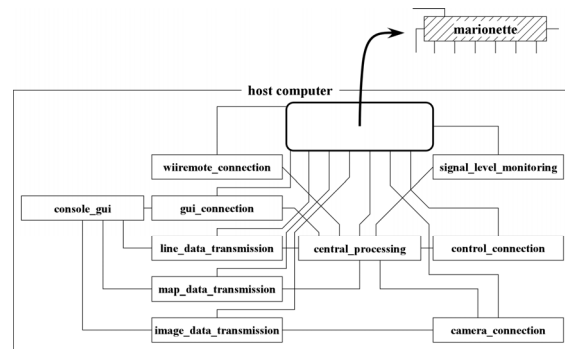 marionette
host computer
wiiremote_connection
signal_level_monitoring
console_gui
gui_connection
line_data_transmission
central_processing
control_connection
map_data_transmission
image_data_transmission
camera_connection